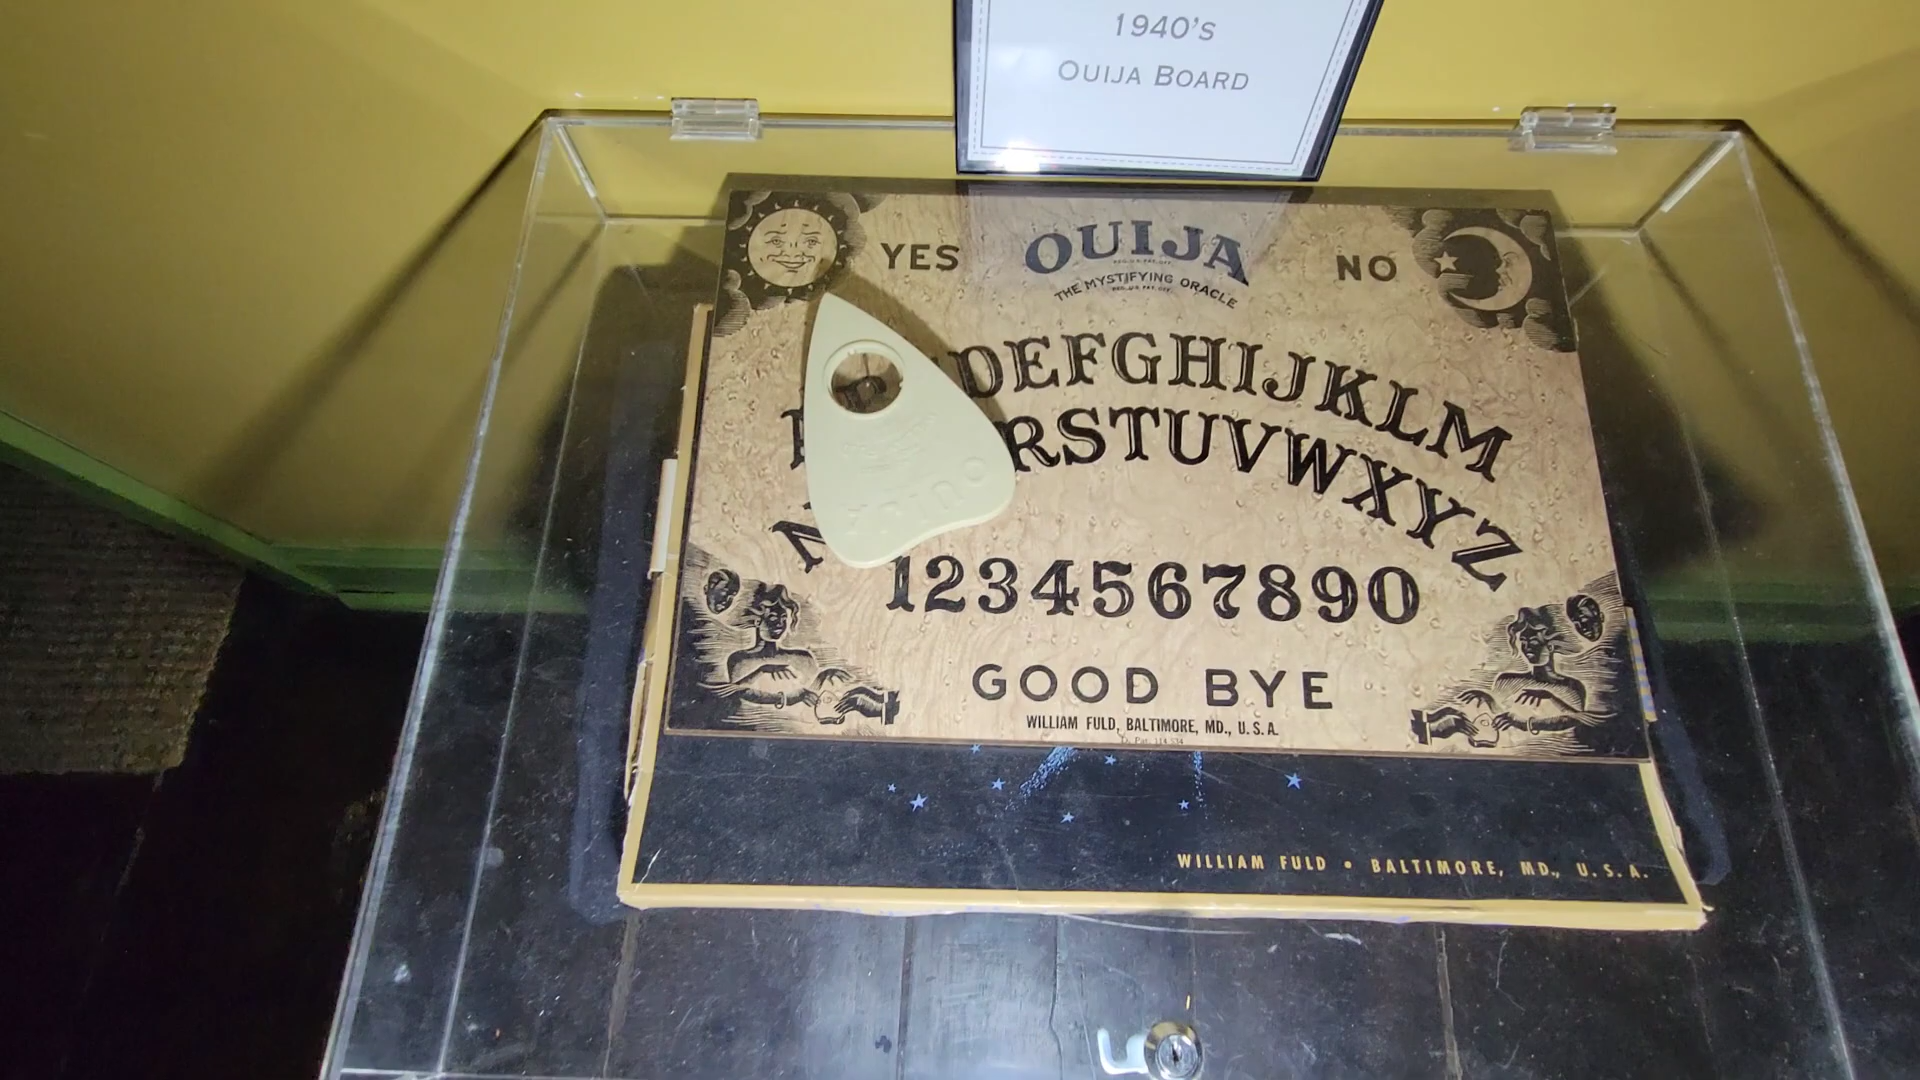 1940's
OUIJA BOARD
YES
OUIJA
NO
THE MYSTIFYING ORACLE
DEFGHIJKLM
N
RSTUVWXYZ
OUIJA
1234567890
GOOD BYE
WILLIAM FULD, BALTIMORE, MD., U.S.A.
WILLIAM FULD • BALTIMORE, MD., U.S.A.